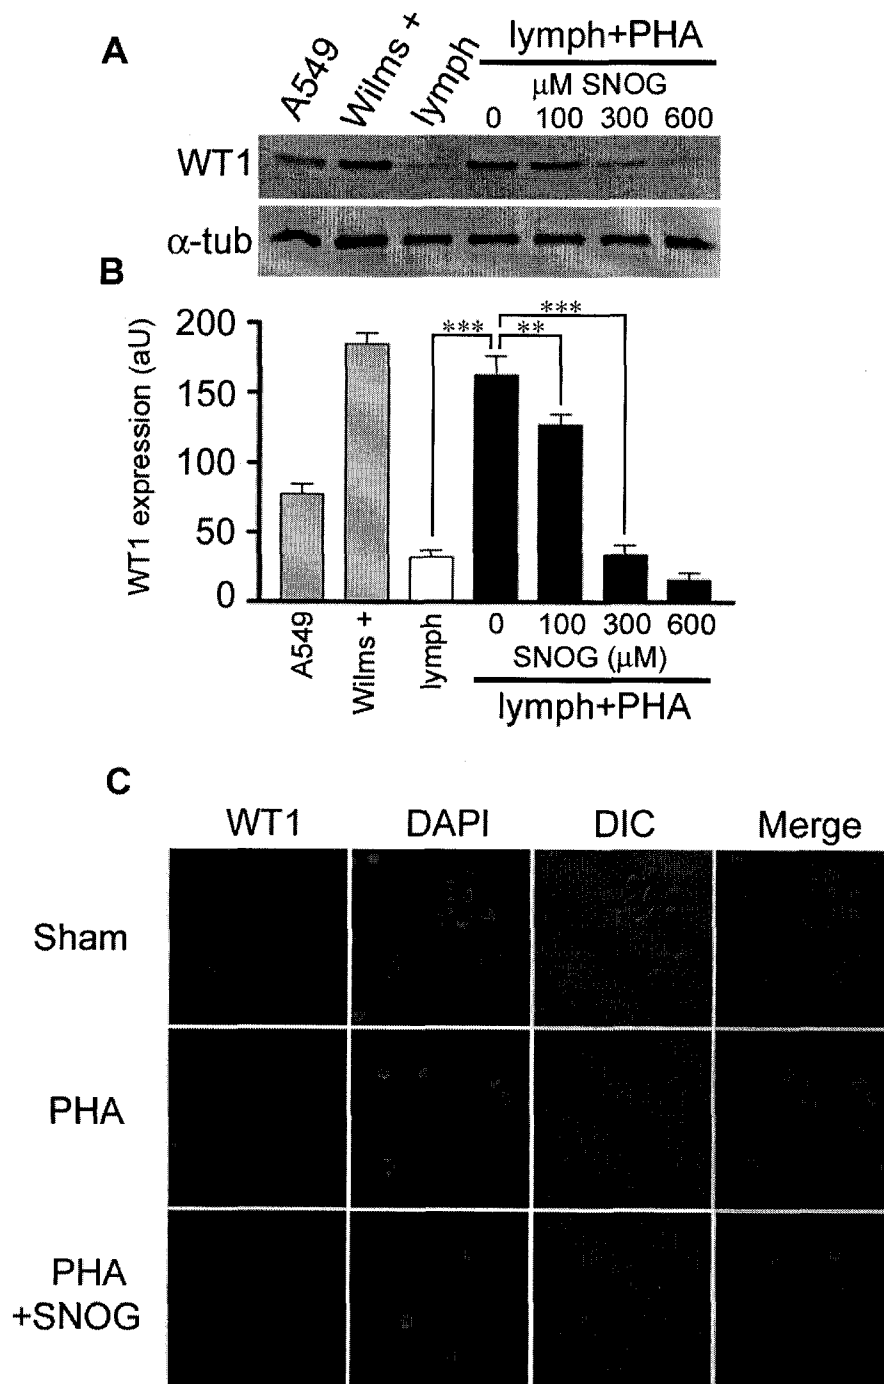 A
A549
Wilms +
lymph
lymph+PHA
µM SNOG
0 100 300 600
WT1
α-tub
B
WT1 expression (aU)
200
150
100
50
0
***
**
***
A549
Wilms +
lymph
0 100 300 600
SNOG (µM)
lymph+PHA
C
WT1 DAPI DIC Merge
Sham
PHA
PHA
+SNOG